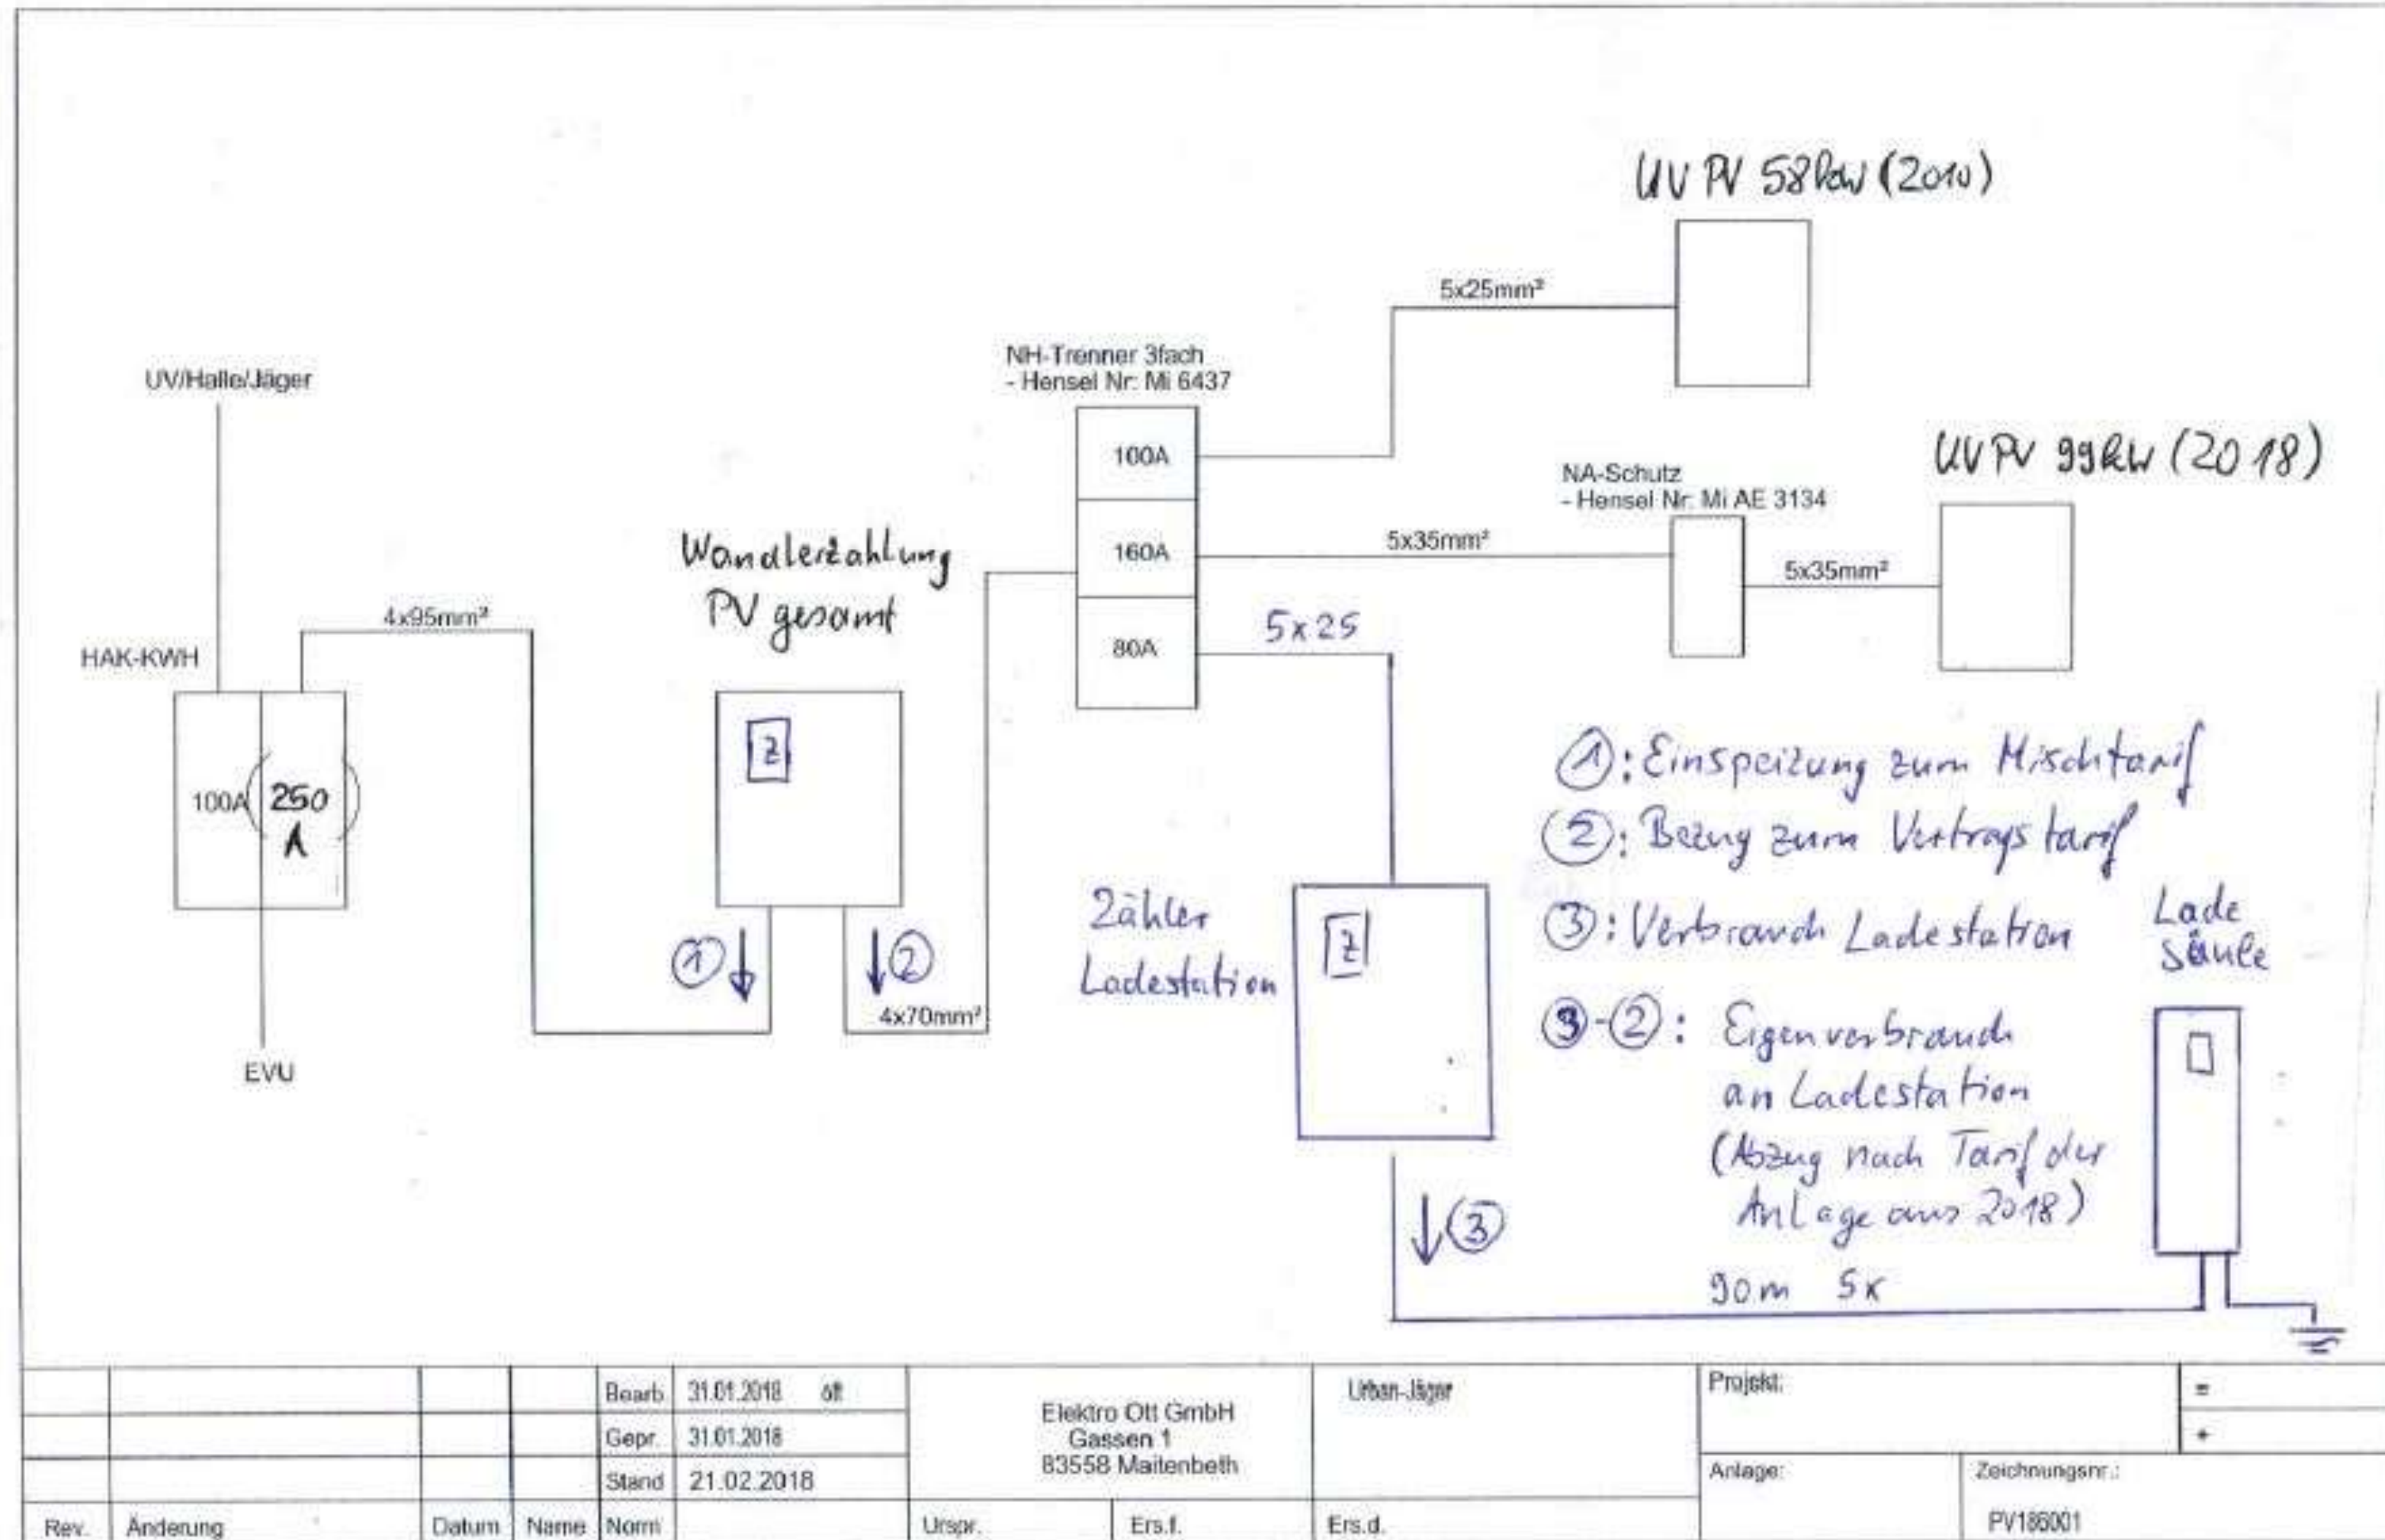 UV PV 58kW (2010)
5x25mm²
UV/Halle/Jäger
NH-Trenner 3fach
- Hensel Nr: Mi 6437
100A
160A
80A
UV PV 99kW (2018)
NA-Schutz
- Hensel Nr: Mi AE 3134
5x35mm²
5x35mm²
Wandlerzahlung
PV gesamt
4x95mm²
5x25
HAK-KWH
100A
250
A
Z
EVU
①
②
4x70mm²
Zähler
Ladestation
Z
①: Einspeizung zum Mischtarif
②: Bezug zum Vertragstarif
③: Verbrauch Ladestation
③-②: Eigenverbrauch
an Ladestation
(Abzug nach Tarif der
Anlage aus 2018)
Lade
Säule
③
90m 5x
Bearb. 31.01.2018 ott
Gepr. 31.01.2018
Stand 21.02.2018
Rev. Änderung Datum Name Norm
Elektro Ott GmbH
Gassen 1
83558 Maitenbeth
Urspr. Ers.f. Ers.d.
Urban-Jäger
Projekt:
=
+
Anlage:
Zeichnungsnr.:
PV186001